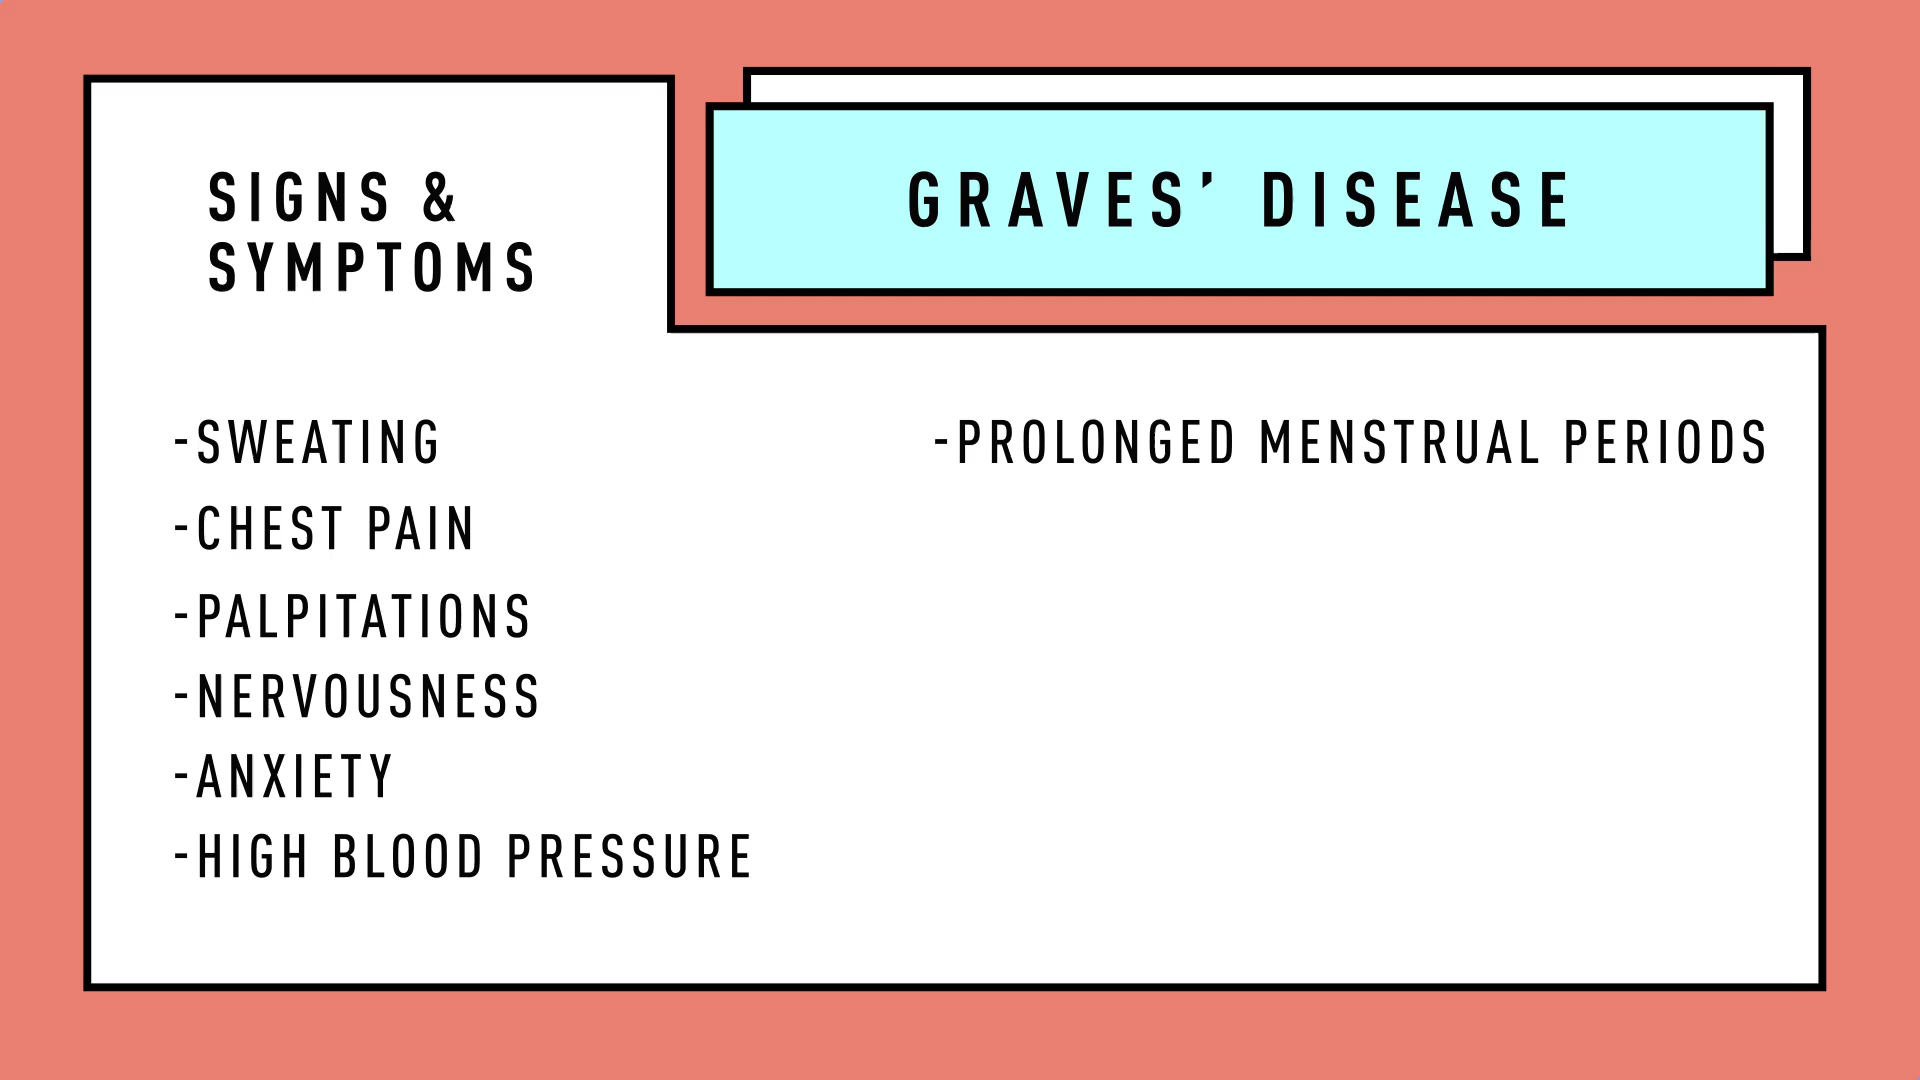 SIGNS &
SYMPTOMS
GRAVES’ DISEASE
-SWEATING
-CHEST PAIN
-PALPITATIONS
-NERVOUSNESS
-ANXIETY
-HIGH BLOOD PRESSURE
-PROLONGED MENSTRUAL PERIODS